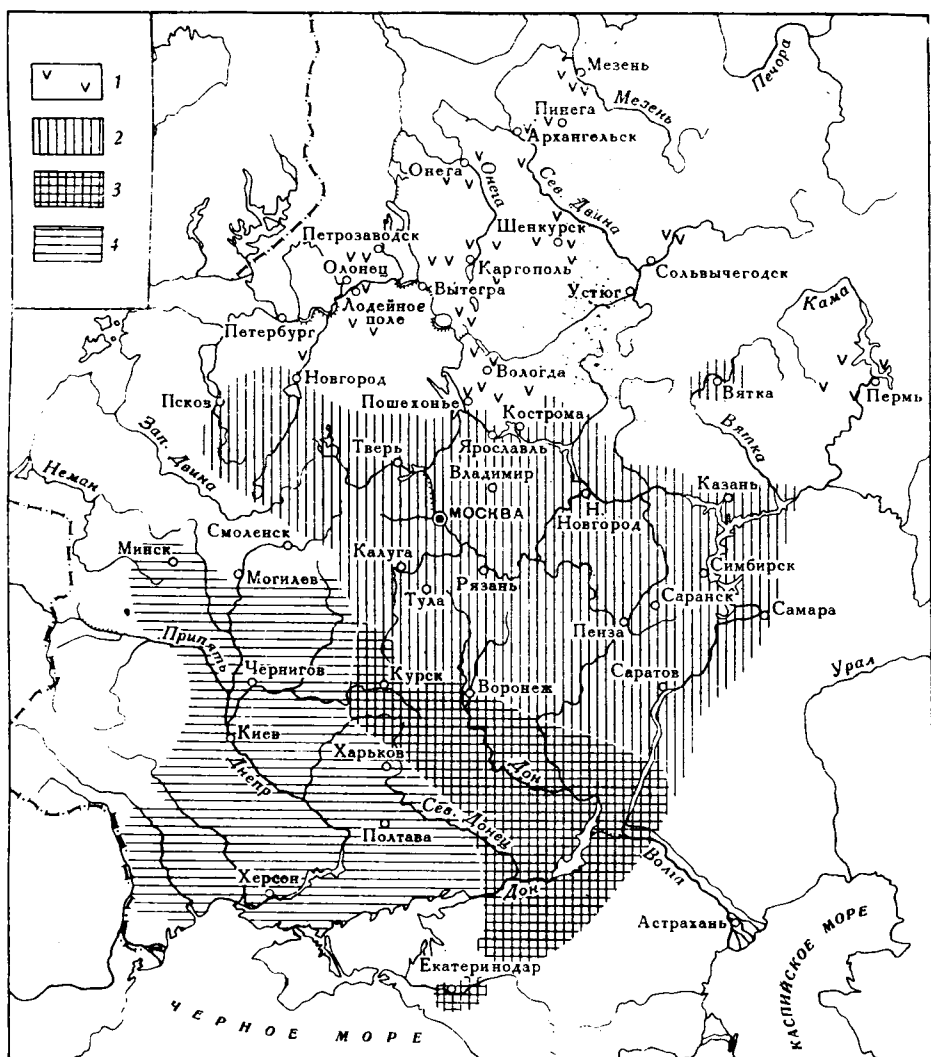 1
2
3
4
Мезень
Мезень
Печора
Пинега
Архангельск
Онега
Онега
Сев. Двина
Шенкурск
Петрозаводск
Каргополь
Сольвычегодск
Олонец
Вытегра
Устюг
Лодейное
поле
Кама
Петербург
Вологда
Новгород
Вятка
Пермь
Псков
Пошехонье
Кострома
Зап. Двина
Ярославль
Вятка
Тверь
Владимир
Неман
Казань
МОСКВА
Н.
Новгород
Смоленск
Минск
Калуга
Симбирск
Могилев
Рязань
Тула
Саранск
Самара
Пенза
Припять
Чернигов
Курск
Воронеж
Саратов
Урал
Киев
Харьков
Дон
Днепр
Сев. Донец
Полтава
Волга
Херсон
Дон
Астрахань
Екатеринодар
ЧЕРНОЕ МОРЕ
КАСПИЙСКОЕ МОРЕ